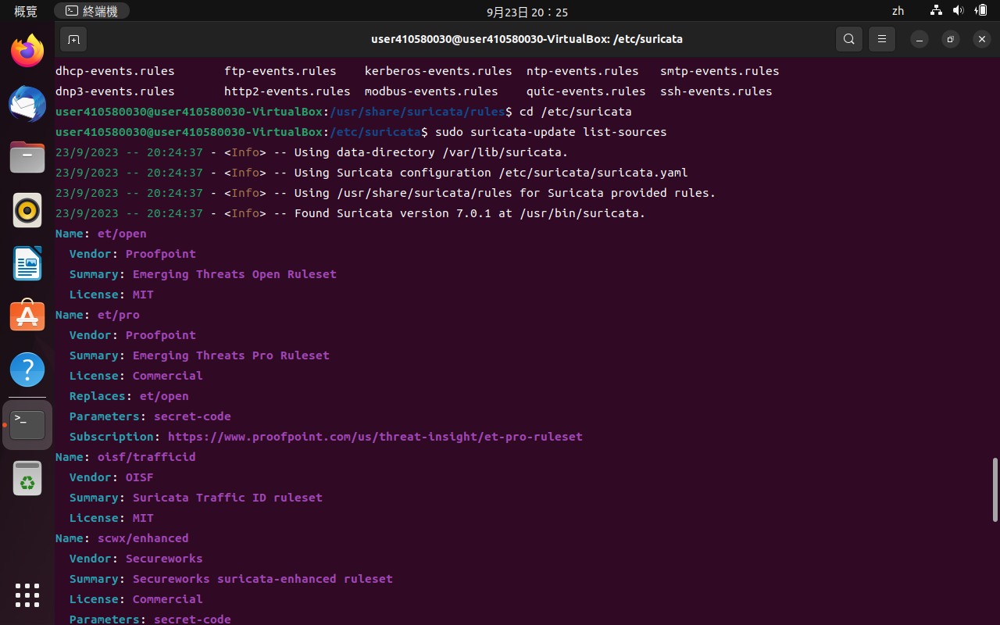 概覽 終端機 9月23日 20：25 zh
user410580030@user410580030-VirtualBox: /etc/suricata
dhcp-events.rules ftp-events.rules kerberos-events.rules ntp-events.rules smtp-events.rules
dnp3-events.rules http2-events.rules modbus-events.rules quic-events.rules ssh-events.rules
user410580030@user410580030-VirtualBox:/usr/share/suricata/rules$ cd /etc/suricata
user410580030@user410580030-VirtualBox:/etc/suricata$ sudo suricata-update list-sources
23/9/2023 -- 20:24:37 - <Info> -- Using data-directory /var/lib/suricata.
23/9/2023 -- 20:24:37 - <Info> -- Using Suricata configuration /etc/suricata/suricata.yaml
23/9/2023 -- 20:24:37 - <Info> -- Using /usr/share/suricata/rules for Suricata provided rules.
23/9/2023 -- 20:24:37 - <Info> -- Found Suricata version 7.0.1 at /usr/bin/suricata.
Name: et/open
Vendor: Proofpoint
Summary: Emerging Threats Open Ruleset
License: MIT
Name: et/pro
Vendor: Proofpoint
Summary: Emerging Threats Pro Ruleset
License: Commercial
Replaces: et/open
Parameters: secret-code
Subscription: https://www.proofpoint.com/us/threat-insight/et-pro-ruleset
Name: oisf/trafficid
Vendor: OISF
Summary: Suricata Traffic ID ruleset
License: MIT
Name: scwx/enhanced
Vendor: Secureworks
Summary: Secureworks suricata-enhanced ruleset
License: Commercial
Parameters: secret-code